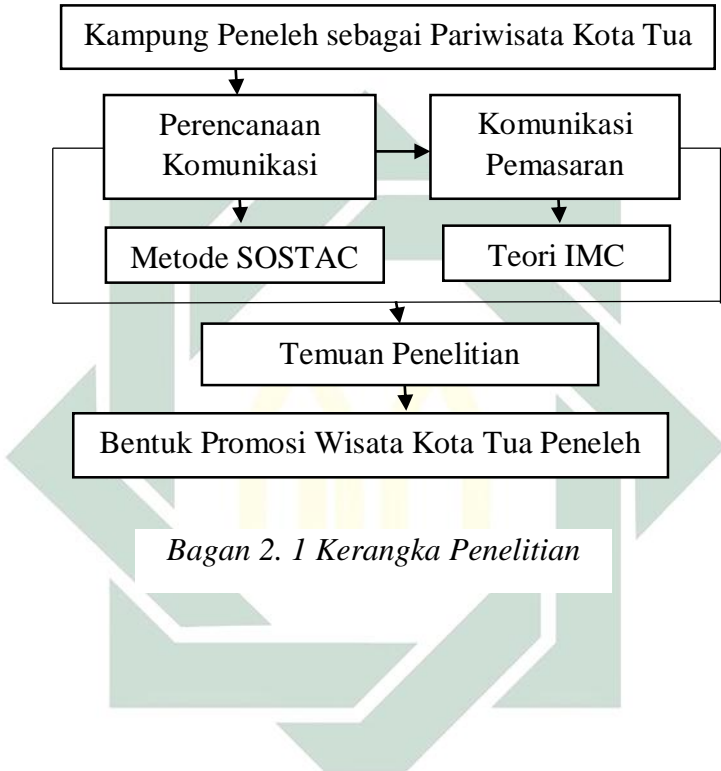 Kampung Peneleh sebagai Pariwisata Kota Tua
Perencanaan
Komunikasi
Komunikasi
Pemasaran
Metode SOSTAC
Teori IMC
Temuan Penelitian
Bentuk Promosi Wisata Kota Tua Peneleh
Bagan 2. 1 Kerangka Penelitian